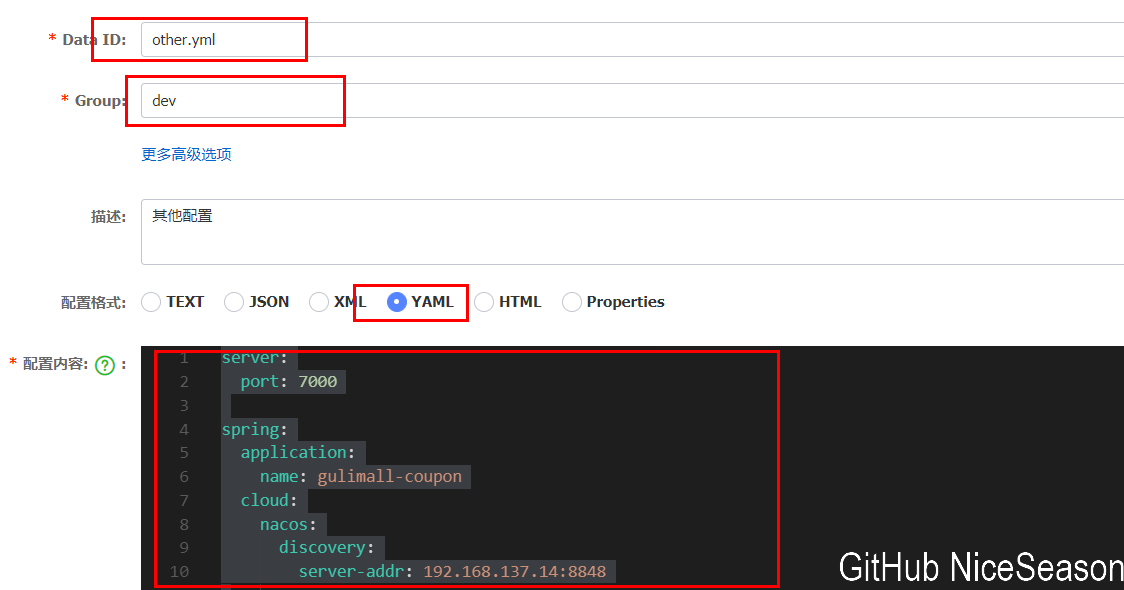 * Data ID: other.yml
* Group: dev
更多高级选项
描述: 其他配置
配置格式: TEXT JSON XML YAML HTML Properties
* 配置内容: ? :
1 server:
2 port: 7000
3
4 spring:
5 application:
6 name: gulimall-coupon
7 cloud:
8 nacos:
9 discovery:
10 server-addr: 192.168.137.14:8848
GitHub NiceSeason